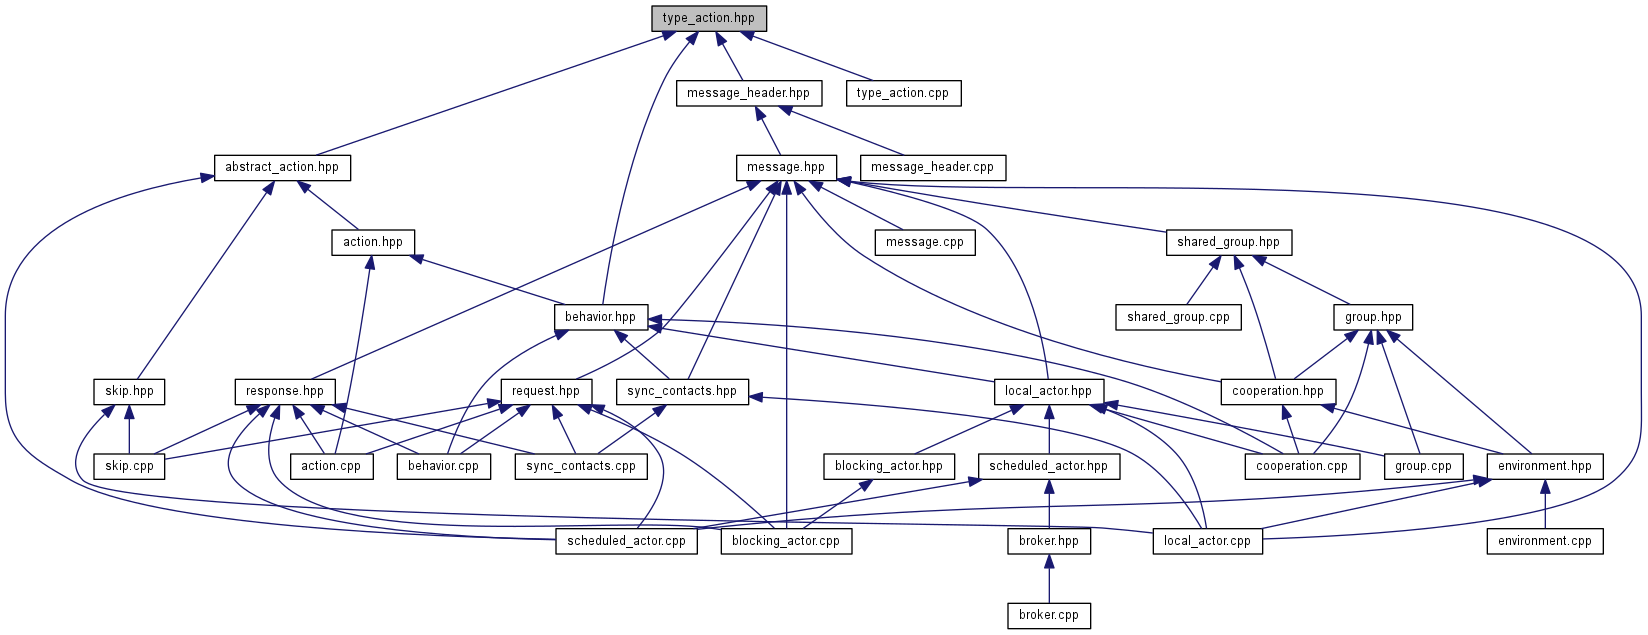 type_action.hpp
message_header.hpp
type_action.cpp
abstract_action.hpp
message.hpp
message_header.cpp
action.hpp
message.cpp
shared_group.hpp
behavior.hpp
shared_group.cpp
group.hpp
skip.hpp
response.hpp
request.hpp
sync_contacts.hpp
local_actor.hpp
cooperation.hpp
skip.cpp
action.cpp
behavior.cpp
sync_contacts.cpp
blocking_actor.hpp
scheduled_actor.hpp
cooperation.cpp
group.cpp
environment.hpp
scheduled_actor.cpp
blocking_actor.cpp
broker.hpp
local_actor.cpp
environment.cpp
broker.cpp